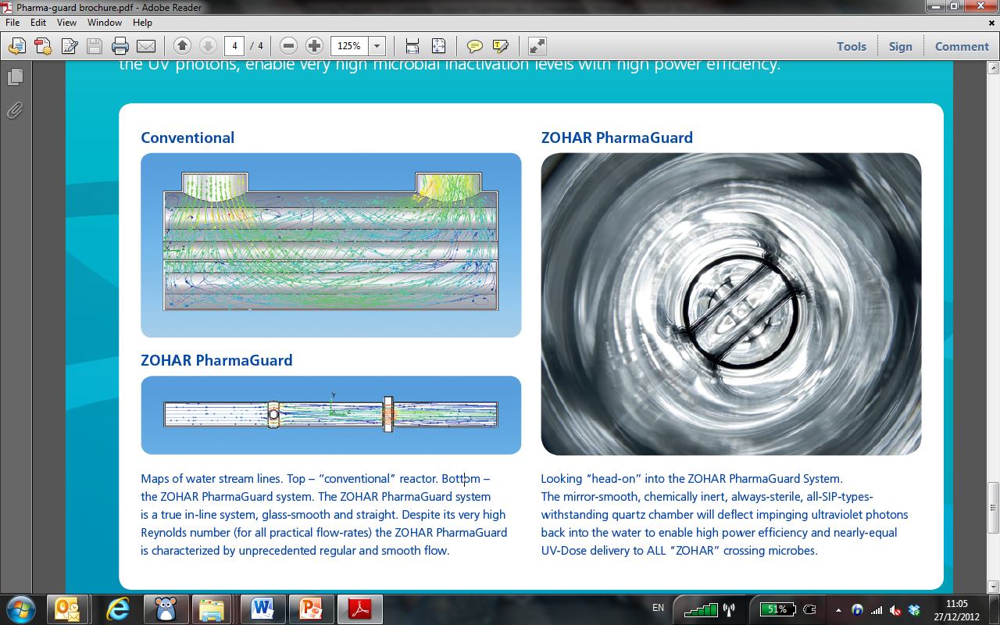 Pharma-guard brochure.pdf - Adobe Reader
File Edit View Window Help
4 / 4 125% Tools Sign Comment
the UV photons, enable very high microbial inactivation levels with high power efficiency.
Conventional
ZOHAR PharmaGuard
Maps of water stream lines. Top – “conventional” reactor. Bottom –
the ZOHAR PharmaGuard system. The ZOHAR PharmaGuard system
is a true in-line system, glass-smooth and straight. Despite its very high
Reynolds number (for all practical flow-rates) the ZOHAR PharmaGuard
is characterized by unprecedented regular and smooth flow.
ZOHAR PharmaGuard
Looking “head-on” into the ZOHAR PharmaGuard System.
The mirror-smooth, chemically inert, always-sterile, all-SIP-types-
withstanding quartz chamber will deflect impinging ultraviolet photons
back into the water to enable high power efficiency and nearly-equal
UV-Dose delivery to ALL “ZOHAR” crossing microbes.
EN
51%
11:05
27/12/2012